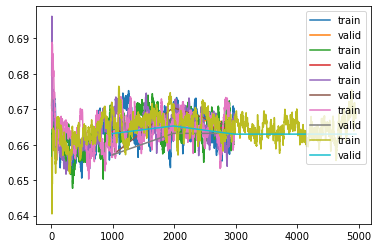 0.69
0.68
0.67
0.66
0.65
0.64
0
1000
2000
3000
4000
5000
train
valid
train
valid
train
valid
train
valid
train
valid